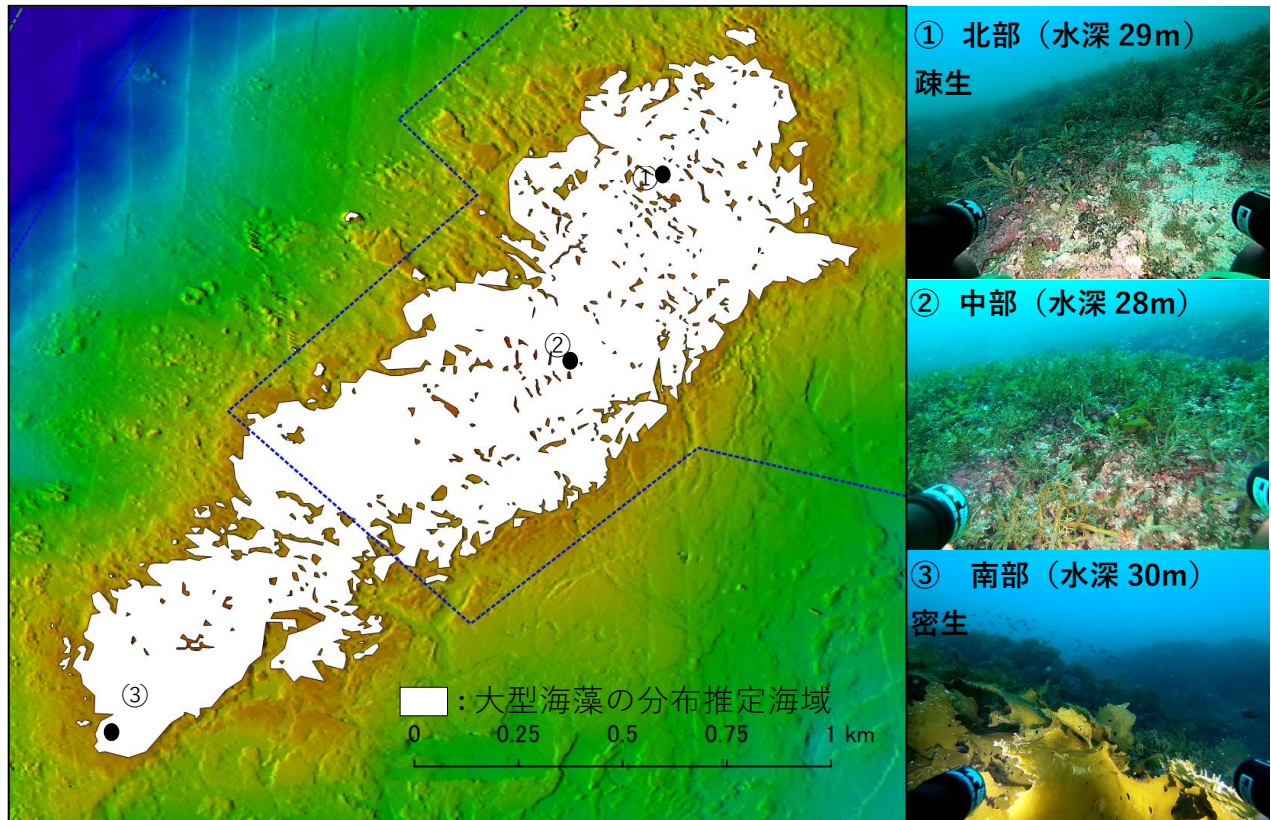 ①
②
③
：大型海藻の分布推定海域
0 0.25 0.5 0.75 1 km
① 北部（水深 29m）
疎生
② 中部（水深 28m）
③ 南部（水深 30m）
密生